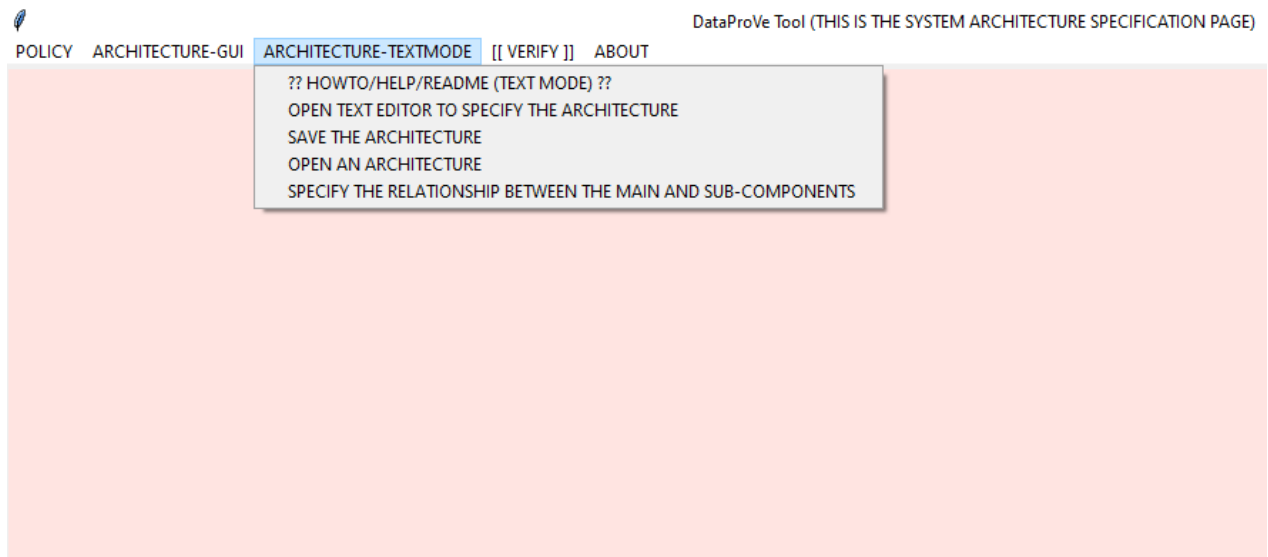 DataProVe Tool (THIS IS THE SYSTEM ARCHITECTURE SPECIFICATION PAGE)
POLICY ARCHITECTURE-GUI ARCHITECTURE-TEXTMODE [[ VERIFY ]] ABOUT
?? HOWTO/HELP/README (TEXT MODE) ??
OPEN TEXT EDITOR TO SPECIFY THE ARCHITECTURE
SAVE THE ARCHITECTURE
OPEN AN ARCHITECTURE
SPECIFY THE RELATIONSHIP BETWEEN THE MAIN AND SUB-COMPONENTS